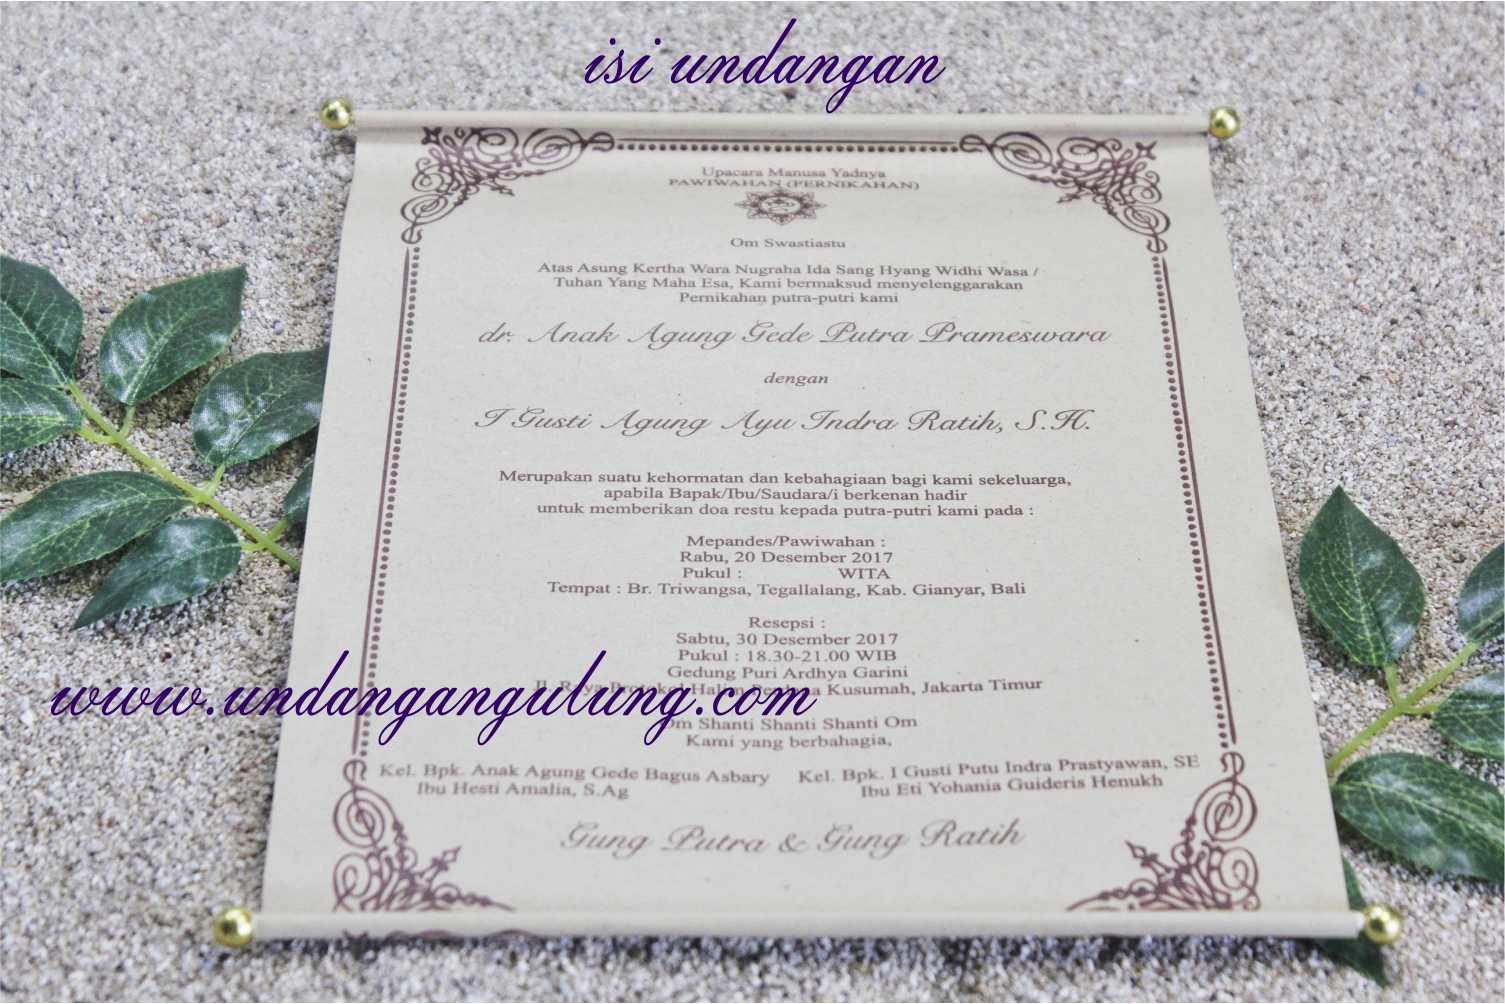 isi undangan
Upacara Manusa Yadnya
PAWIWAHAN (PERNIKAHAN)
Om Swastiastu
Atas Asung Kertha Wara Nugraha Ida Sang Hyang Widhi Wasa /
Tuhan Yang Maha Esa, Kami bermaksud menyelenggarakan
Pernikahan putra-putri kami
dr. Anak Agung Gede Putra Prameswara
dengan
I Gusti Agung Ayu Indra Ratih, S.H.
Merupakan suatu kehormatan dan kebahagiaan bagi kami sekeluarga,
apabila Bapak/Ibu/Saudara/i berkenan hadir
untuk memberikan doa restu kepada putra-putri kami pada :
Mepandes/Pawiwahan :
Rabu, 20 Desember 2017
Pukul : WITA
Tempat : Br. Triwangsa, Tegallalang, Kab. Gianyar, Bali
Resepsi :
Sabtu, 30 Desember 2017
Pukul : 18.30-21.00 WIB
Gedung Puri Ardhya Garini
Jl. Raya Protokol Halim Kusumah, Jakarta Timur
www.undangangulung.com
Om Shanti Shanti Shanti Om
Kami yang berbahagia,
Kel. Bpk. Anak Agung Gede Bagus Asbary Kel. Bpk. I Gusti Putu Indra Prastyawan, SE
Ibu Hesti Amalia, S.Ag Ibu Eti Yohania Guideris Henukh
Gung Putra & Gung Ratih